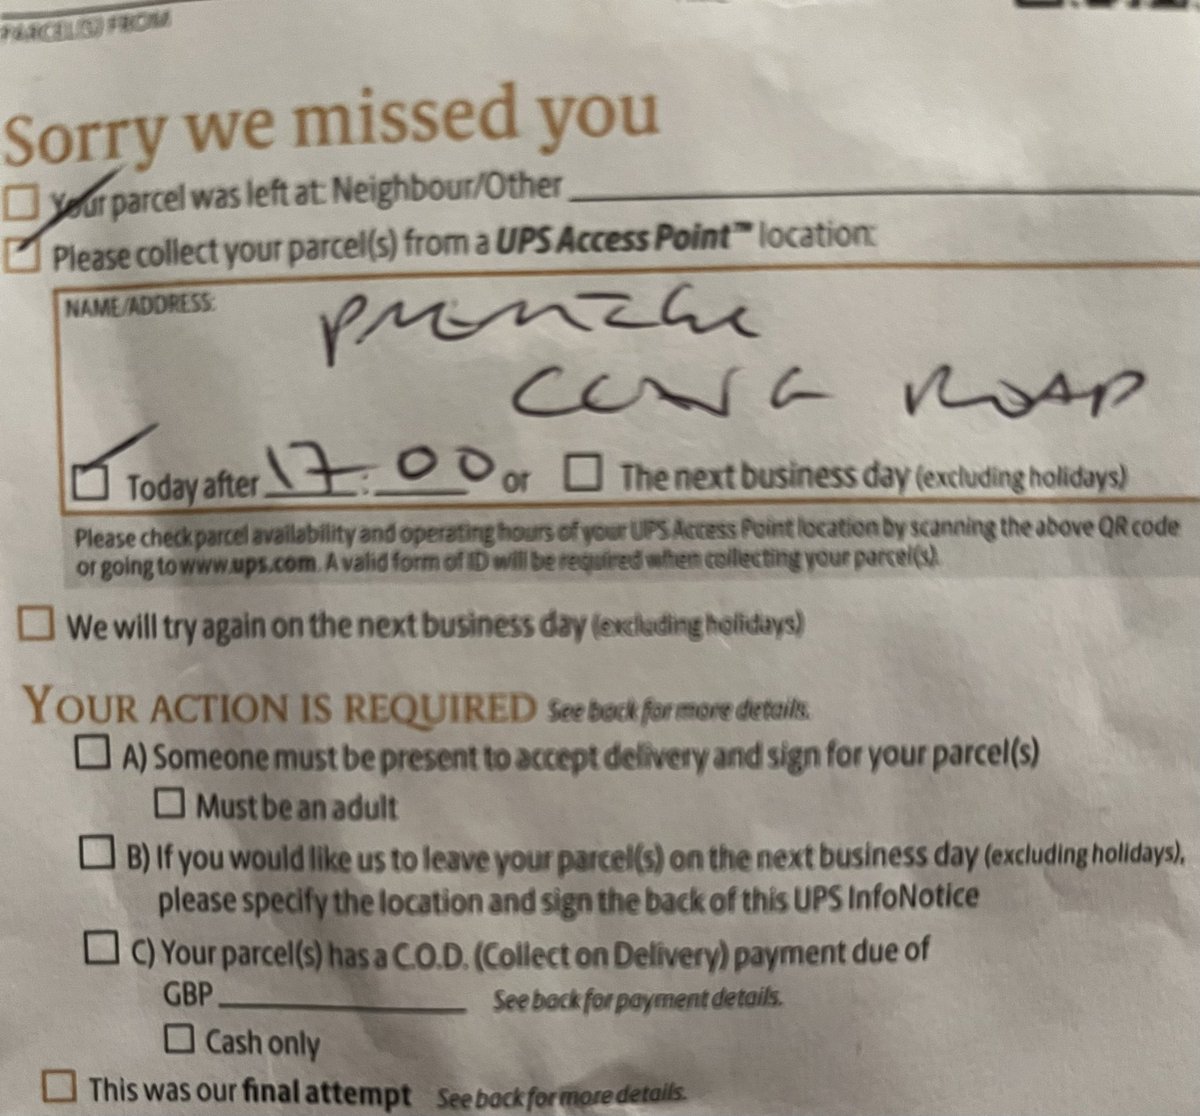 PARCEL(S) FROM
Sorry we missed you
Your parcel was left at: Neighbour/Other
Please collect your parcel(s) from a UPS Access Point™ location:
NAME/ADDRESS:
ROAD
Today after 17:00 or The next business day (excluding holidays)
Please check parcel availability and operating hours of your UPS Access Point location by scanning the above QR code
or going to www.ups.com. A valid form of ID will be required when collecting your parcel(s).
We will try again on the next business day (excluding holidays)
YOUR ACTION IS REQUIRED See back for more details.
A) Someone must be present to accept delivery and sign for your parcel(s)
Must be an adult
B) If you would like us to leave your parcel(s) on the next business day (excluding holidays),
please specify the location and sign the back of this UPS InfoNotice
C) Your parcel(s) has a C.O.D. (Collect on Delivery) payment due of
GBP See back for payment details.
Cash only
This was our final attempt See back for more details.